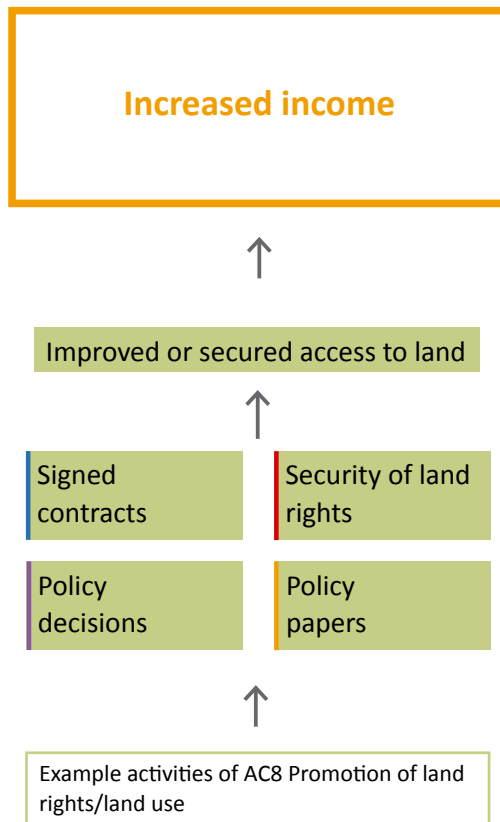 Increased income
Improved or secured access to land
Signed
contracts
Security of land
rights
Policy
decisions
Policy
papers
Example activities of AC8 Promotion of land
rights/land use